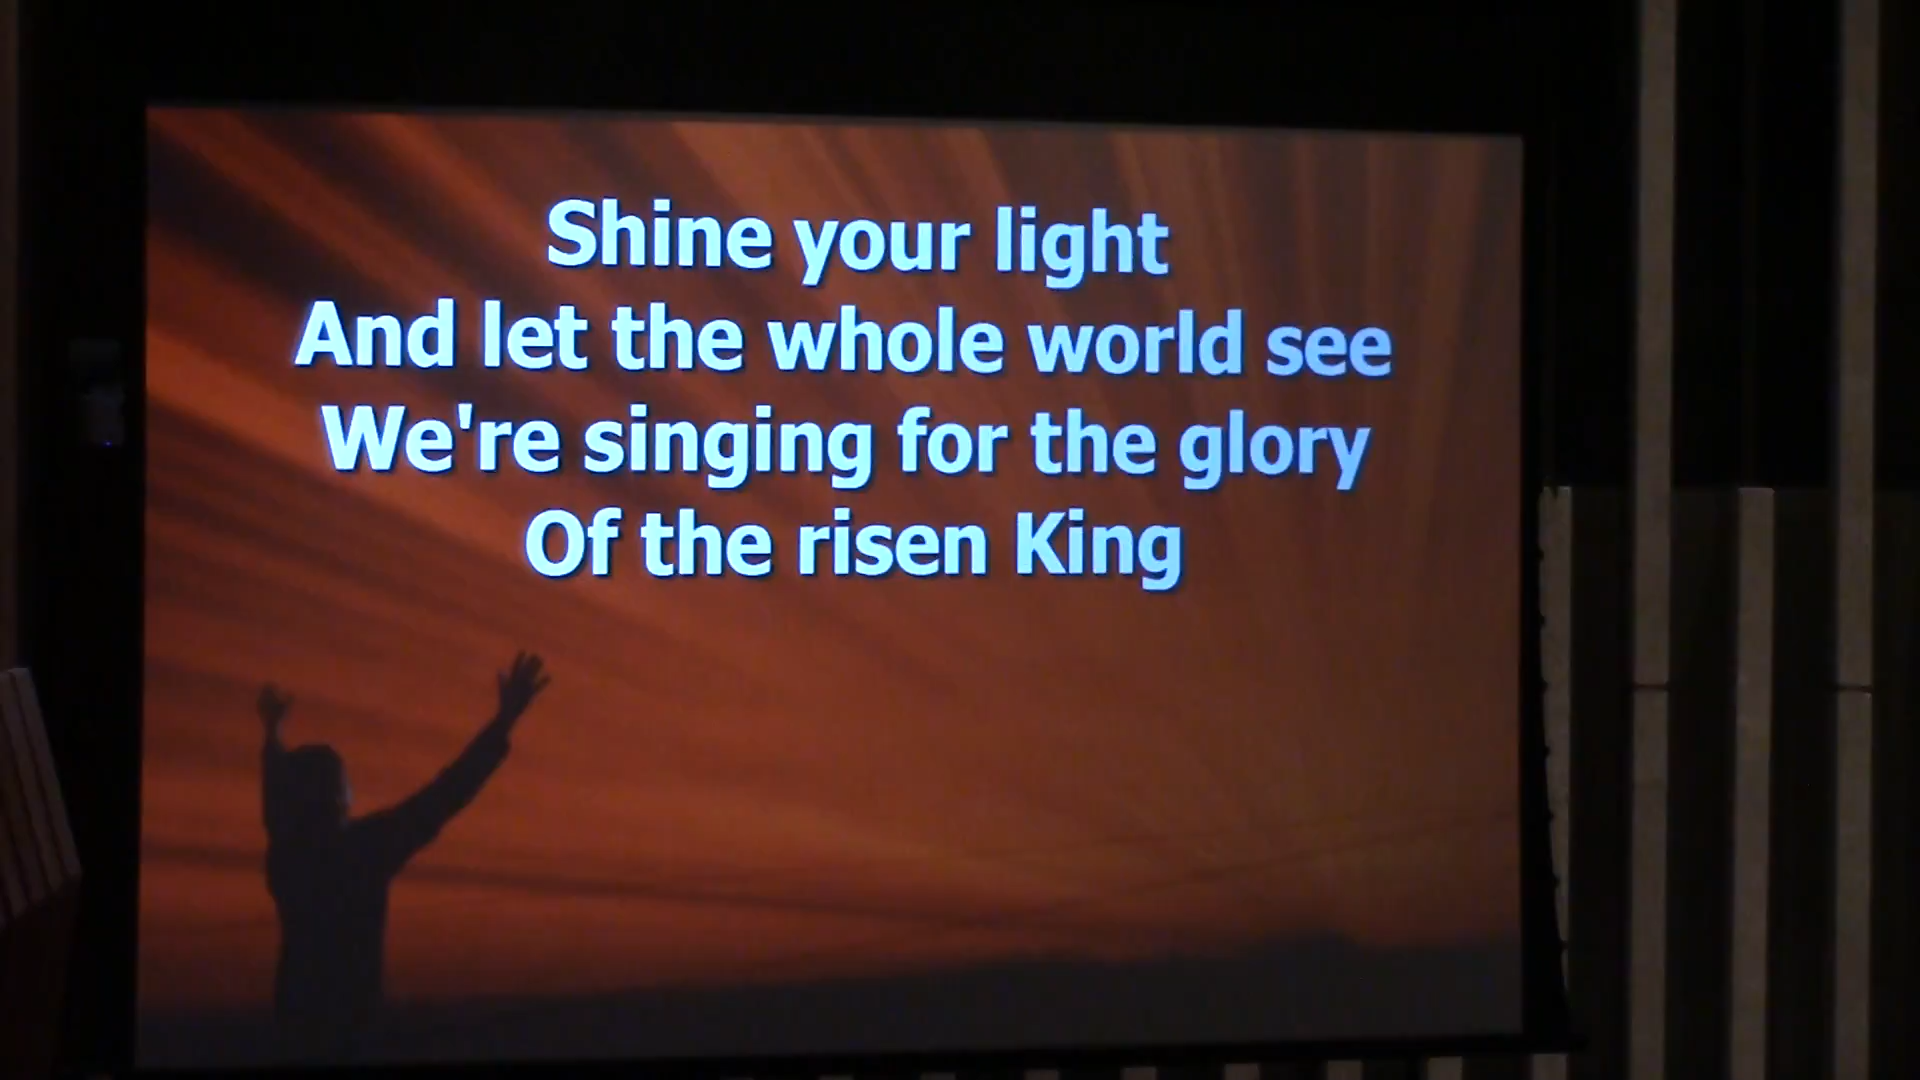 Shine your light
And let the whole world see
We're singing for the glory
Of the risen King